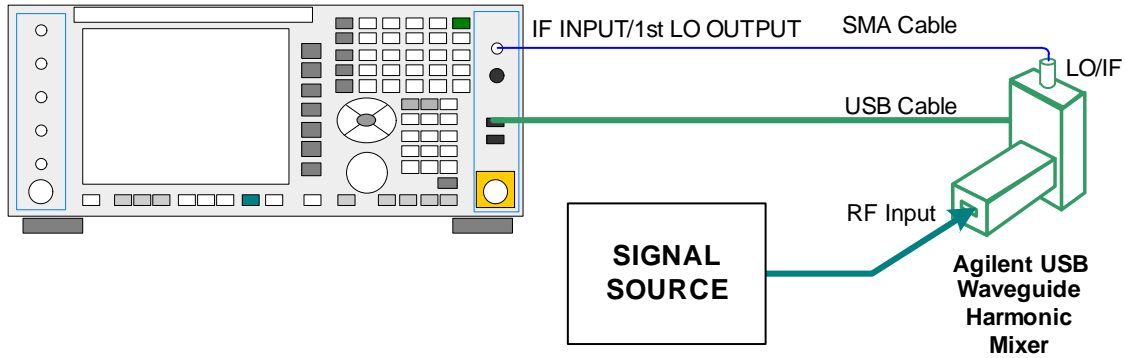 IF INPUT/1st LO OUTPUT
SMA Cable
LO/IF
USB Cable
RF Input
SIGNAL
SOURCE
Agilent USB
Waveguide
Harmonic
Mixer